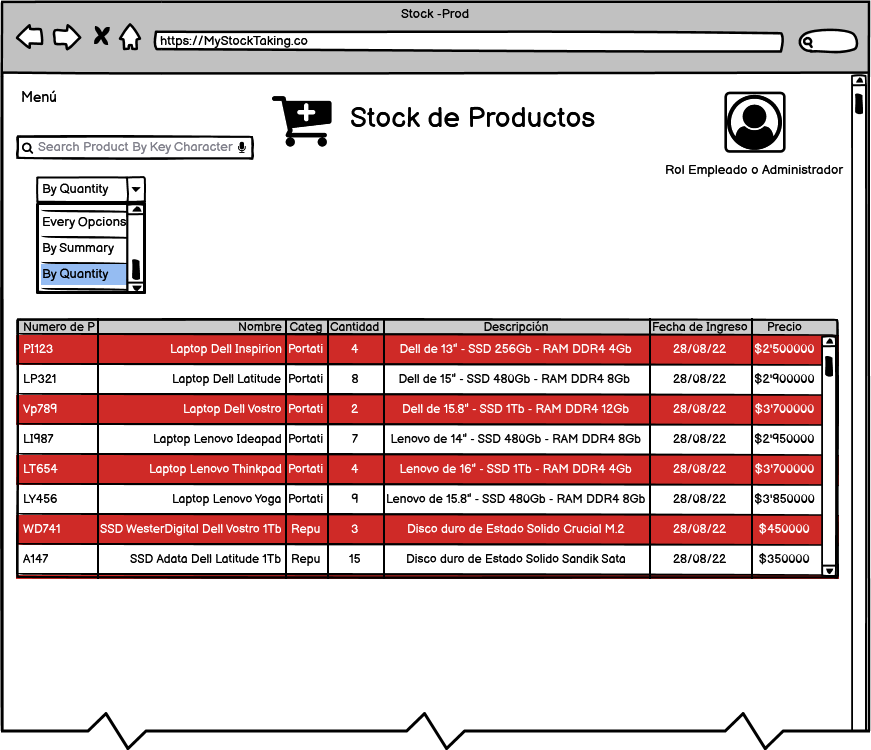 Stock -Prod
https://MyStockTaking.co
Menú
Stock de Productos
Search Product By Key Character
Rol Empleado o Administrador
By Quantity
Every Opcions
By Summary
By Quantity
Numero de P Nombre Categ Cantidad Descripción Fecha de Ingreso Precio
PI123 Laptop Dell Inspirion Portati 4 Dell de 13" - SSD 256Gb - RAM DDR4 4Gb 28/08/22 $2'500000
LP321 Laptop Dell Latitude Portati 8 Dell de 15" - SSD 480Gb - RAM DDR4 8Gb 28/08/22 $2'900000
Vp789 Laptop Dell Vostro Portati 2 Dell de 15.8" - SSD 1Tb - RAM DDR4 12Gb 28/08/22 $3'700000
LI987 Laptop Lenovo Ideapad Portati 7 Lenovo de 14" - SSD 480Gb - RAM DDR4 8Gb 28/08/22 $2'950000
LT654 Laptop Lenovo Thinkpad Portati 4 Lenovo de 16" - SSD 1Tb - RAM DDR4 4Gb 28/08/22 $3'700000
LY456 Laptop Lenovo Yoga Portati 9 Lenovo de 15.8" - SSD 480Gb - RAM DDR4 8Gb 28/08/22 $3'850000
WD741 SSD WesterDigital Dell Vostro 1Tb Repu 3 Disco duro de Estado Solido Crucial M.2 28/08/22 $450000
A147 SSD Adata Dell Latitude 1Tb Repu 15 Disco duro de Estado Solido Sandik Sata 28/08/22 $350000